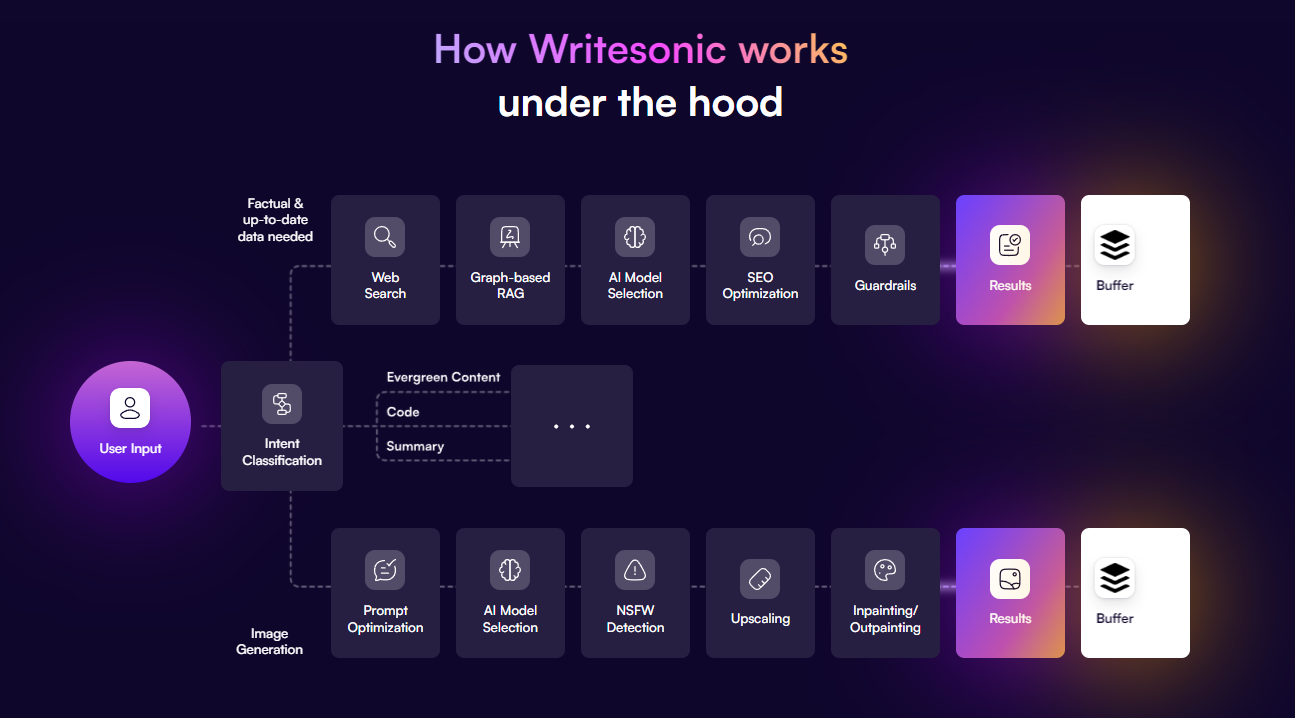 How Writesonic works
under the hood
Factual &
up-to-date
data needed
Web
Search
Graph-based
RAG
AI Model
Selection
SEO
Optimization
Guardrails
Results
Buffer
User Input
Intent
Classification
Evergreen Content
Code
Summary
...
Image
Generation
Prompt
Optimization
AI Model
Selection
NSFW
Detection
Upscaling
Inpainting/
Outpainting
Results
Buffer